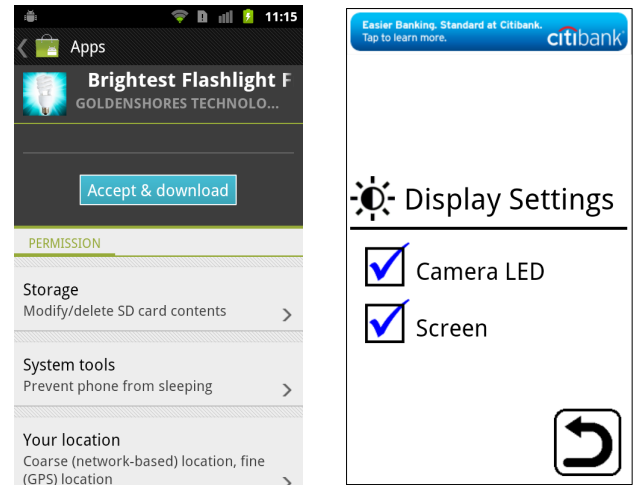 11:15
Apps
Brightest Flashlight F
GOLDENSHORES TECHNOLO...
Accept & download
PERMISSION
Storage
Modify/delete SD card contents
System tools
Prevent phone from sleeping
Your location
Coarse (network-based) location, fine
(GPS) location
Easier Banking. Standard at Citibank.
Tap to learn more.
citibank
Display Settings
Camera LED
Screen